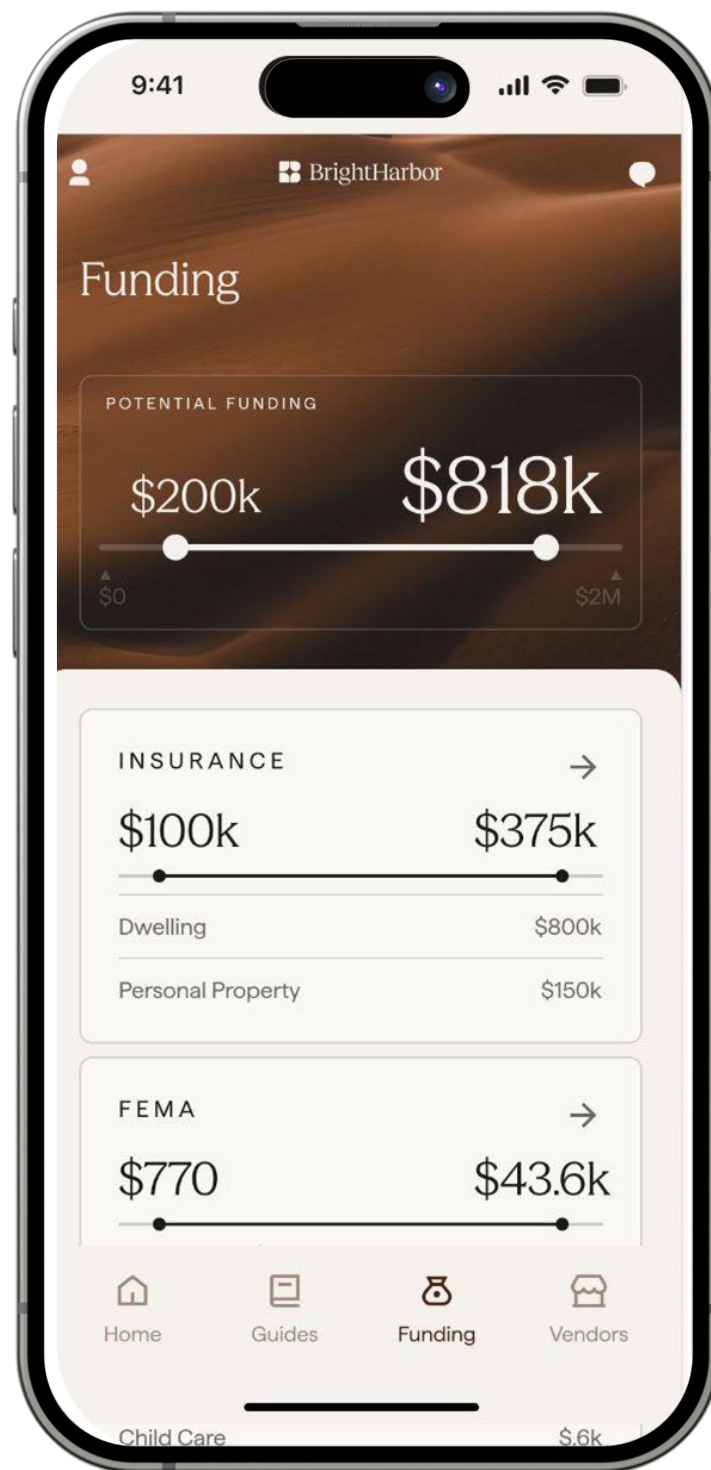 9:41
BrightHarbor
Funding
POTENTIAL FUNDING
$200k $818k
$0 $2M
INSURANCE
$100k $375k
Dwelling $800k
Personal Property $150k
FEMA
$770 $43.6k
Home Guides Funding Vendors
Child Care $.6k